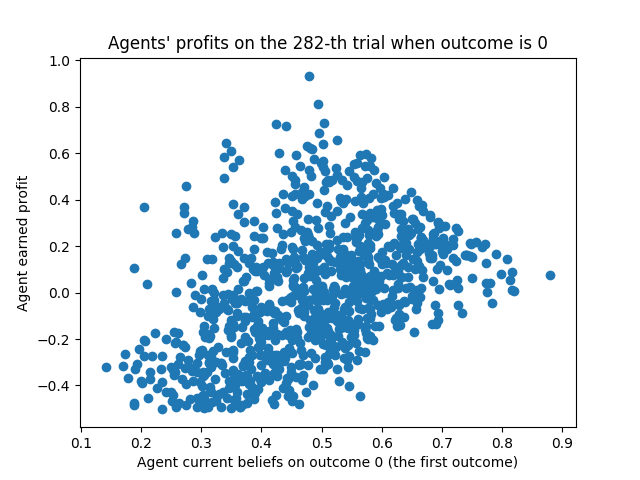 Agents' profits on the 282-th trial when outcome is 0
1.0
0.8
0.6
0.4
0.2
0.0
−0.2
−0.4
Agent earned profit
0.1 0.2 0.3 0.4 0.5 0.6 0.7 0.8 0.9
Agent current beliefs on outcome 0 (the first outcome)